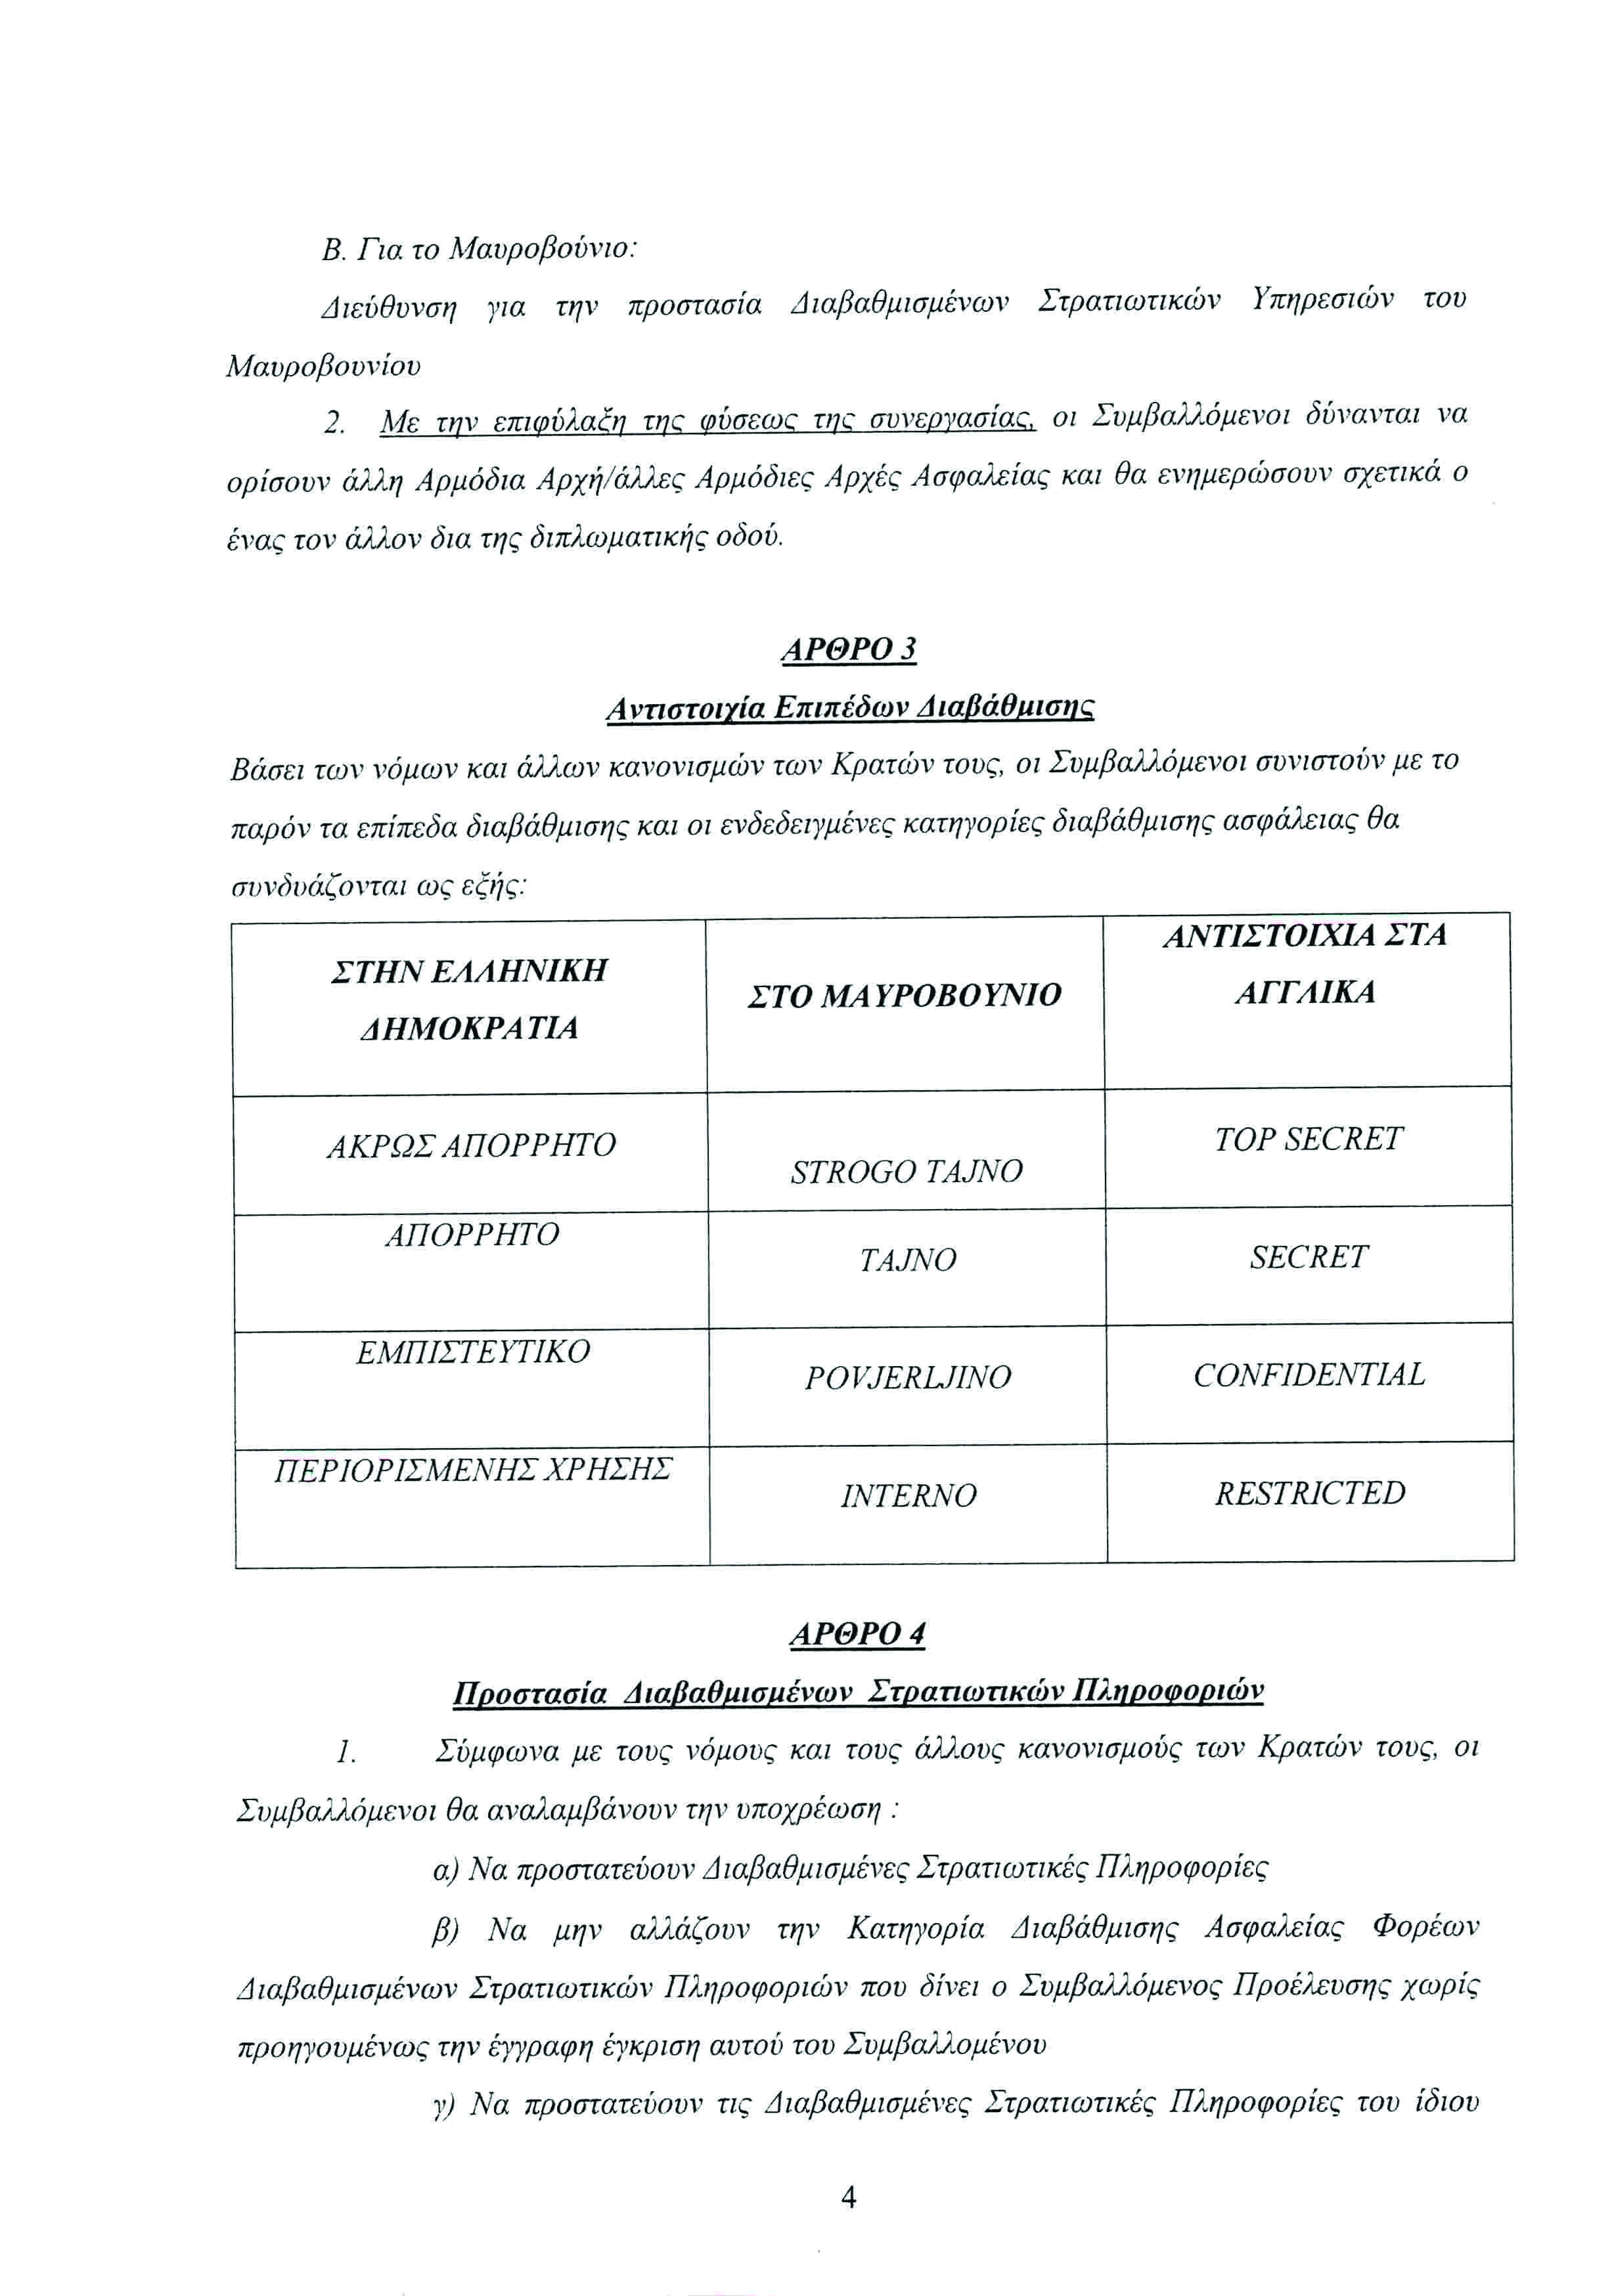 Β. Για το Μαυροβούνιο:
Διεύθυνση για την προστασία Διαβαθμισμένων Στρατιωτικών Υπηρεσιών του
Μαυροβουνίου
2. Με την επιφύλαξη της φύσεως της συνεργασίας, οι Συμβαλλόμενοι δύνανται να
ορίσουν άλλη Αρμόδια Αρχή/άλλες Αρμόδιες Αρχές Ασφαλείας και θα ενημερώσουν σχετικά ο
ένας τον άλλον δια της διπλωματικής οδού.
ΑΡΘΡΟ 3
Αντιστοιχία Επιπέδων Διαβάθμισης
Βάσει των νόμων και άλλων κανονισμών των Κρατών τους, οι Συμβαλλόμενοι συνιστούν με το
παρόν τα επίπεδα διαβάθμισης και οι ενδεδειγμένες κατηγορίες διαβάθμισης ασφάλειας θα
συνδυάζονται ως εξής:
ΣΤΗΝ ΕΛΛΗΝΙΚΗ
ΔΗΜΟΚΡΑΤΙΑ
ΣΤΟ ΜΑΥΡΟΒΟΥΝΙΟ
ΑΝΤΙΣΤΟΙΧΙΑ ΣΤΑ
ΑΓΓΛΙΚΑ
ΑΚΡΩΣ ΑΠΟΡΡΗΤΟ
STROGO TAJNO
TOP SECRET
ΑΠΟΡΡΗΤΟ
TAJNO
SECRET
ΕΜΠΙΣΤΕΥΤΙΚΟ
POVJERLJINO
CONFIDENTIAL
ΠΕΡΙΟΡΙΣΜΕΝΗΣ ΧΡΗΣΗΣ
INTERNO
RESTRICTED
ΑΡΘΡΟ 4
Προστασία Διαβαθμισμένων Στρατιωτικών Πληροφοριών
1. Σύμφωνα με τους νόμους και τους άλλους κανονισμούς των Κρατών τους, οι
Συμβαλλόμενοι θα αναλαμβάνουν την υποχρέωση :
α) Να προστατεύουν Διαβαθμισμένες Στρατιωτικές Πληροφορίες
β) Να μην αλλάζουν την Κατηγορία Διαβάθμισης Ασφαλείας Φορέων
Διαβαθμισμένων Στρατιωτικών Πληροφοριών που δίνει ο Συμβαλλόμενος Προέλευσης χωρίς
προηγουμένως την έγγραφη έγκριση αυτού του Συμβαλλομένου
γ) Να προστατεύουν τις Διαβαθμισμένες Στρατιωτικές Πληροφορίες του ίδιου
4